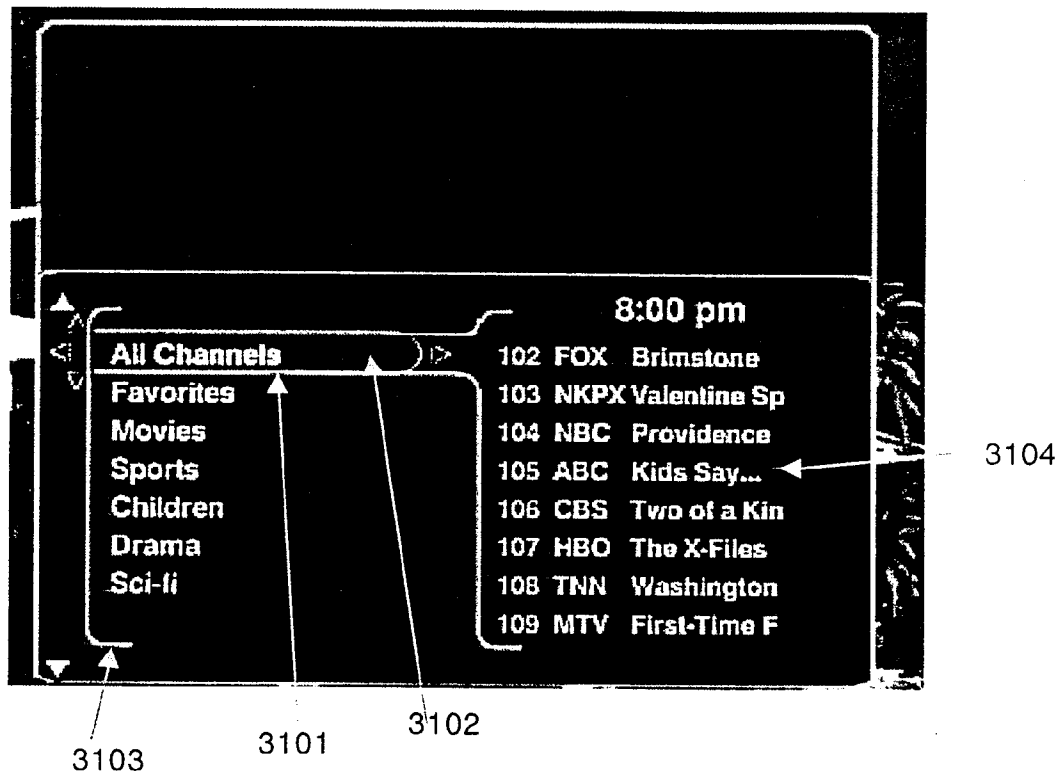 8:00 pm
All Channels
Favorites
Movies
Sports
Children
Drama
Sci-fi
102 FOX Brimstone
103 NKPX Valentine Sp
104 NBC Providence
105 ABC Kids Say...
106 CBS Two of a Kin
107 HBO The X-Files
108 TNN Washington
109 MTV First-Time F
3104
3103
3101
3102